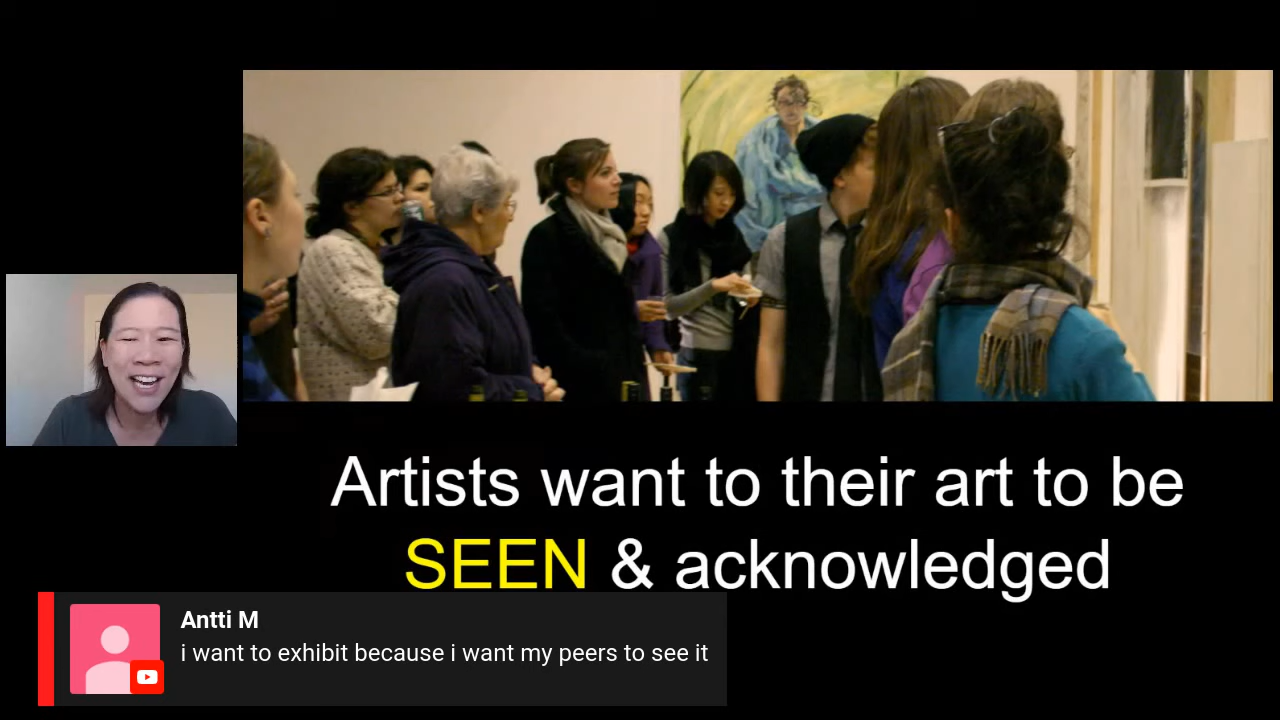 Artists want to their art to be
SEEN & acknowledged
Antti M
i want to exhibit because i want my peers to see it